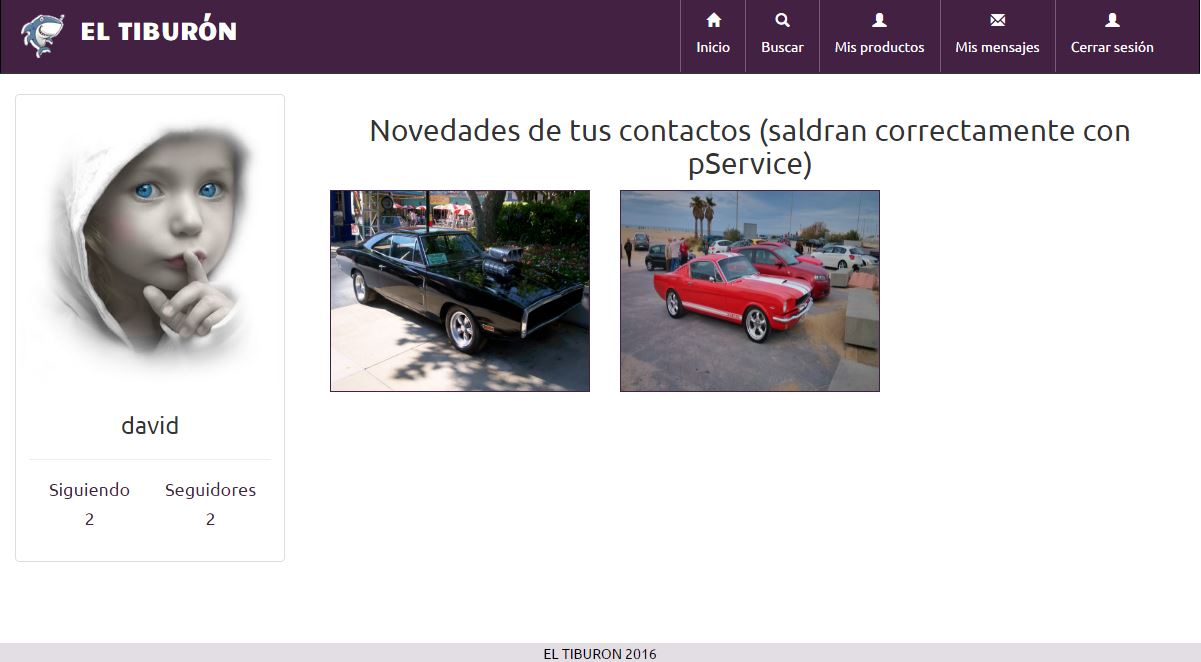 EL TIBURÓN
Inicio
Buscar
Mis productos
Mis mensajes
Cerrar sesión
Novedades de tus contactos (saldran correctamente con
pService)
david
Siguiendo
Seguidores
2
2
EL TIBURON 2016